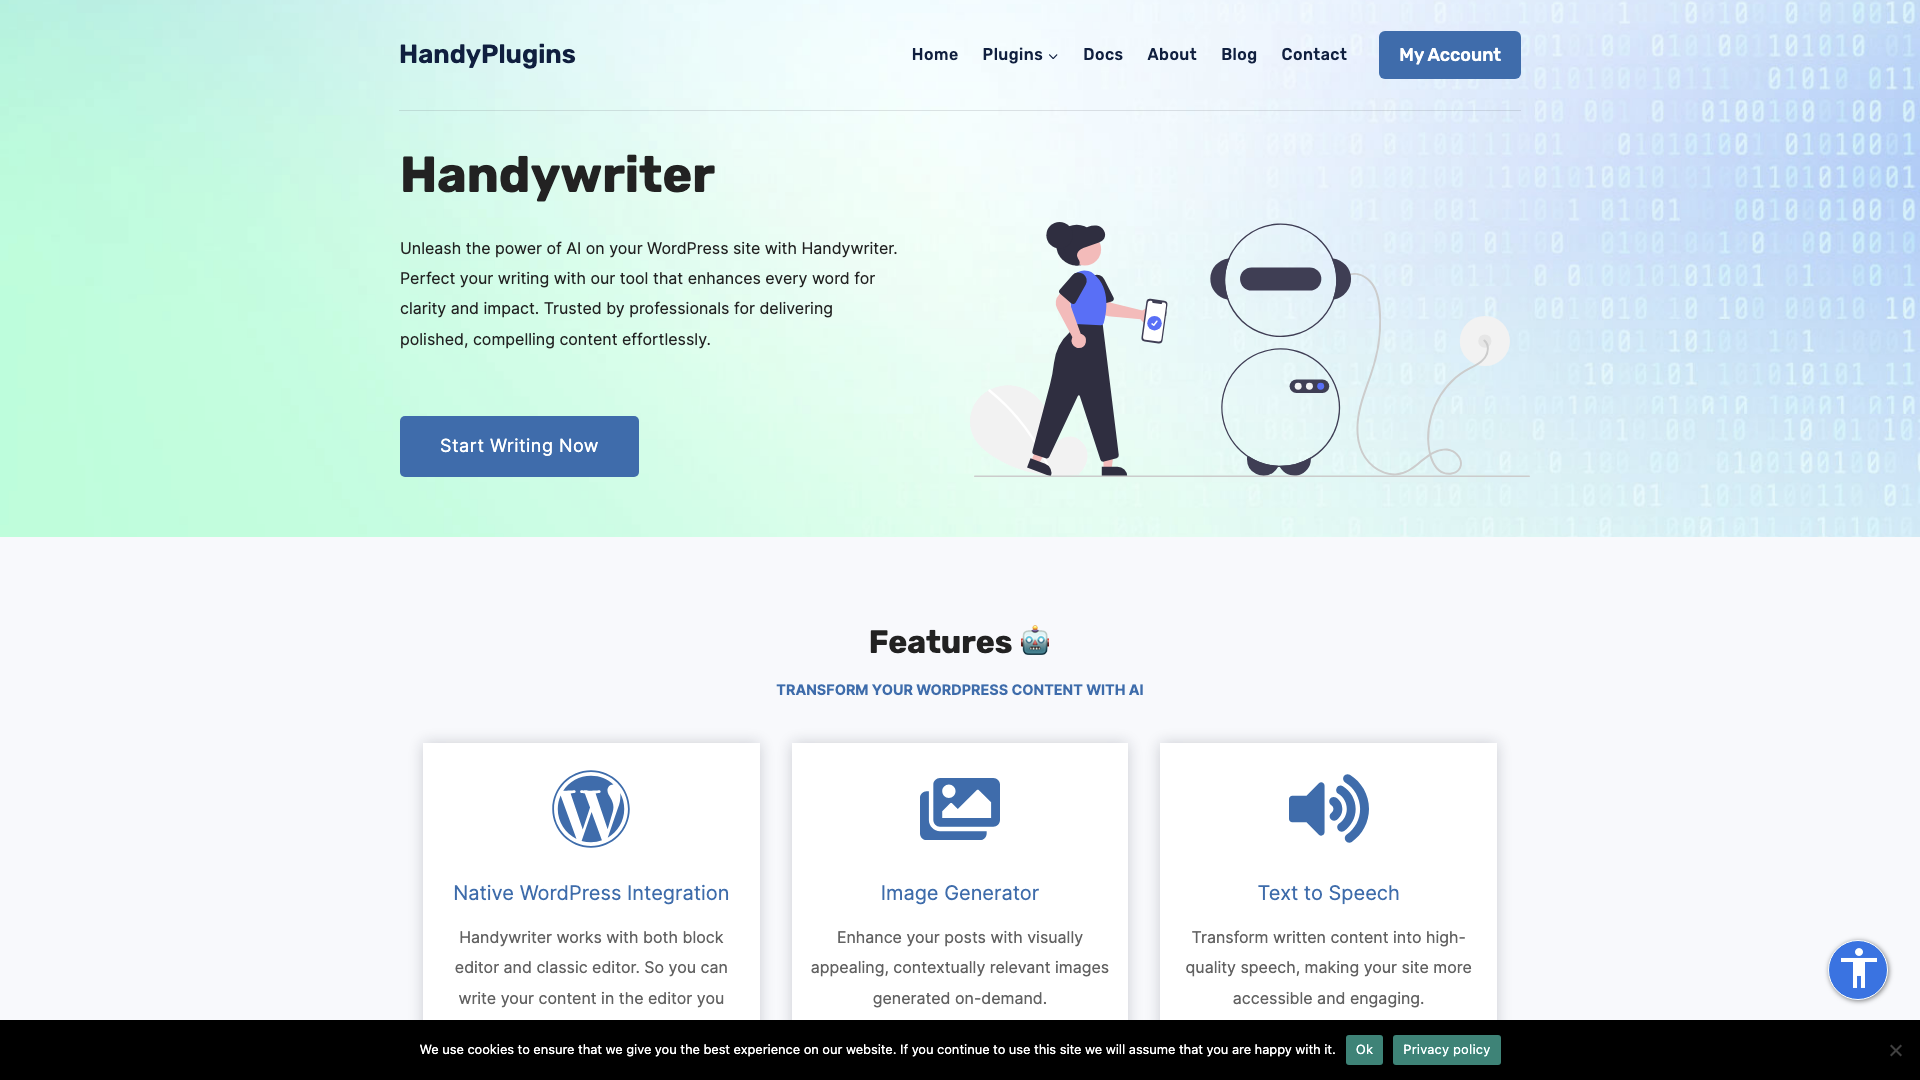 HandyPlugins
Home Plugins Docs About Blog Contact My Account
Handywriter
Unleash the power of AI on your WordPress site with Handywriter.
Perfect your writing with our tool that enhances every word for
clarity and impact. Trusted by professionals for delivering
polished, compelling content effortlessly.
Start Writing Now
Features
TRANSFORM YOUR WORDPRESS CONTENT WITH AI
Native WordPress Integration
Handywriter works with both block
editor and classic editor. So you can
write your content in the editor you
Image Generator
Enhance your posts with visually
appealing, contextually relevant images
generated on-demand.
Text to Speech
Transform written content into high-
quality speech, making your site more
accessible and engaging.
We use cookies to ensure that we give you the best experience on our website. If you continue to use this site we will assume that you are happy with it. Ok Privacy policy